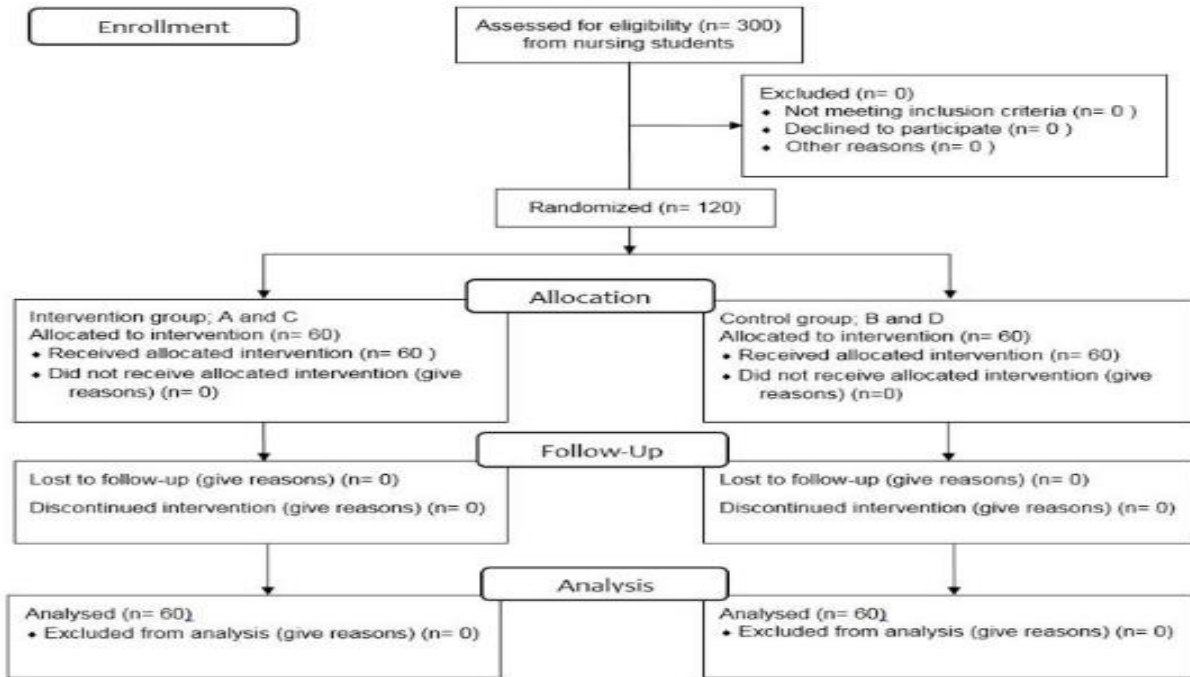 Enrollment
Assessed for eligibility (n= 300)
from nursing students
Excluded (n= 0)
♦ Not meeting inclusion criteria (n= 0 )
♦ Declined to participate (n= 0 )
♦ Other reasons (n= 0 )
Randomized (n= 120)
Allocation
Intervention group; A and C
Allocated to intervention (n= 60)
♦ Received allocated intervention (n= 60 )
♦ Did not receive allocated intervention (give
reasons) (n= 0)
Control group; B and D
Allocated to intervention (n= 60)
♦ Received allocated intervention (n= 60)
♦ Did not receive allocated intervention (give
reasons) (n=0)
Follow-Up
Lost to follow-up (give reasons) (n= 0)
Discontinued intervention (give reasons) (n= 0)
Lost to follow-up (give reasons) (n= 0)
Discontinued intervention (give reasons) (n= 0)
Analysis
Analysed (n= 60)
♦ Excluded from analysis (give reasons) (n= 0)
Analysed (n= 60)
♦ Excluded from analysis (give reasons) (n= 0)